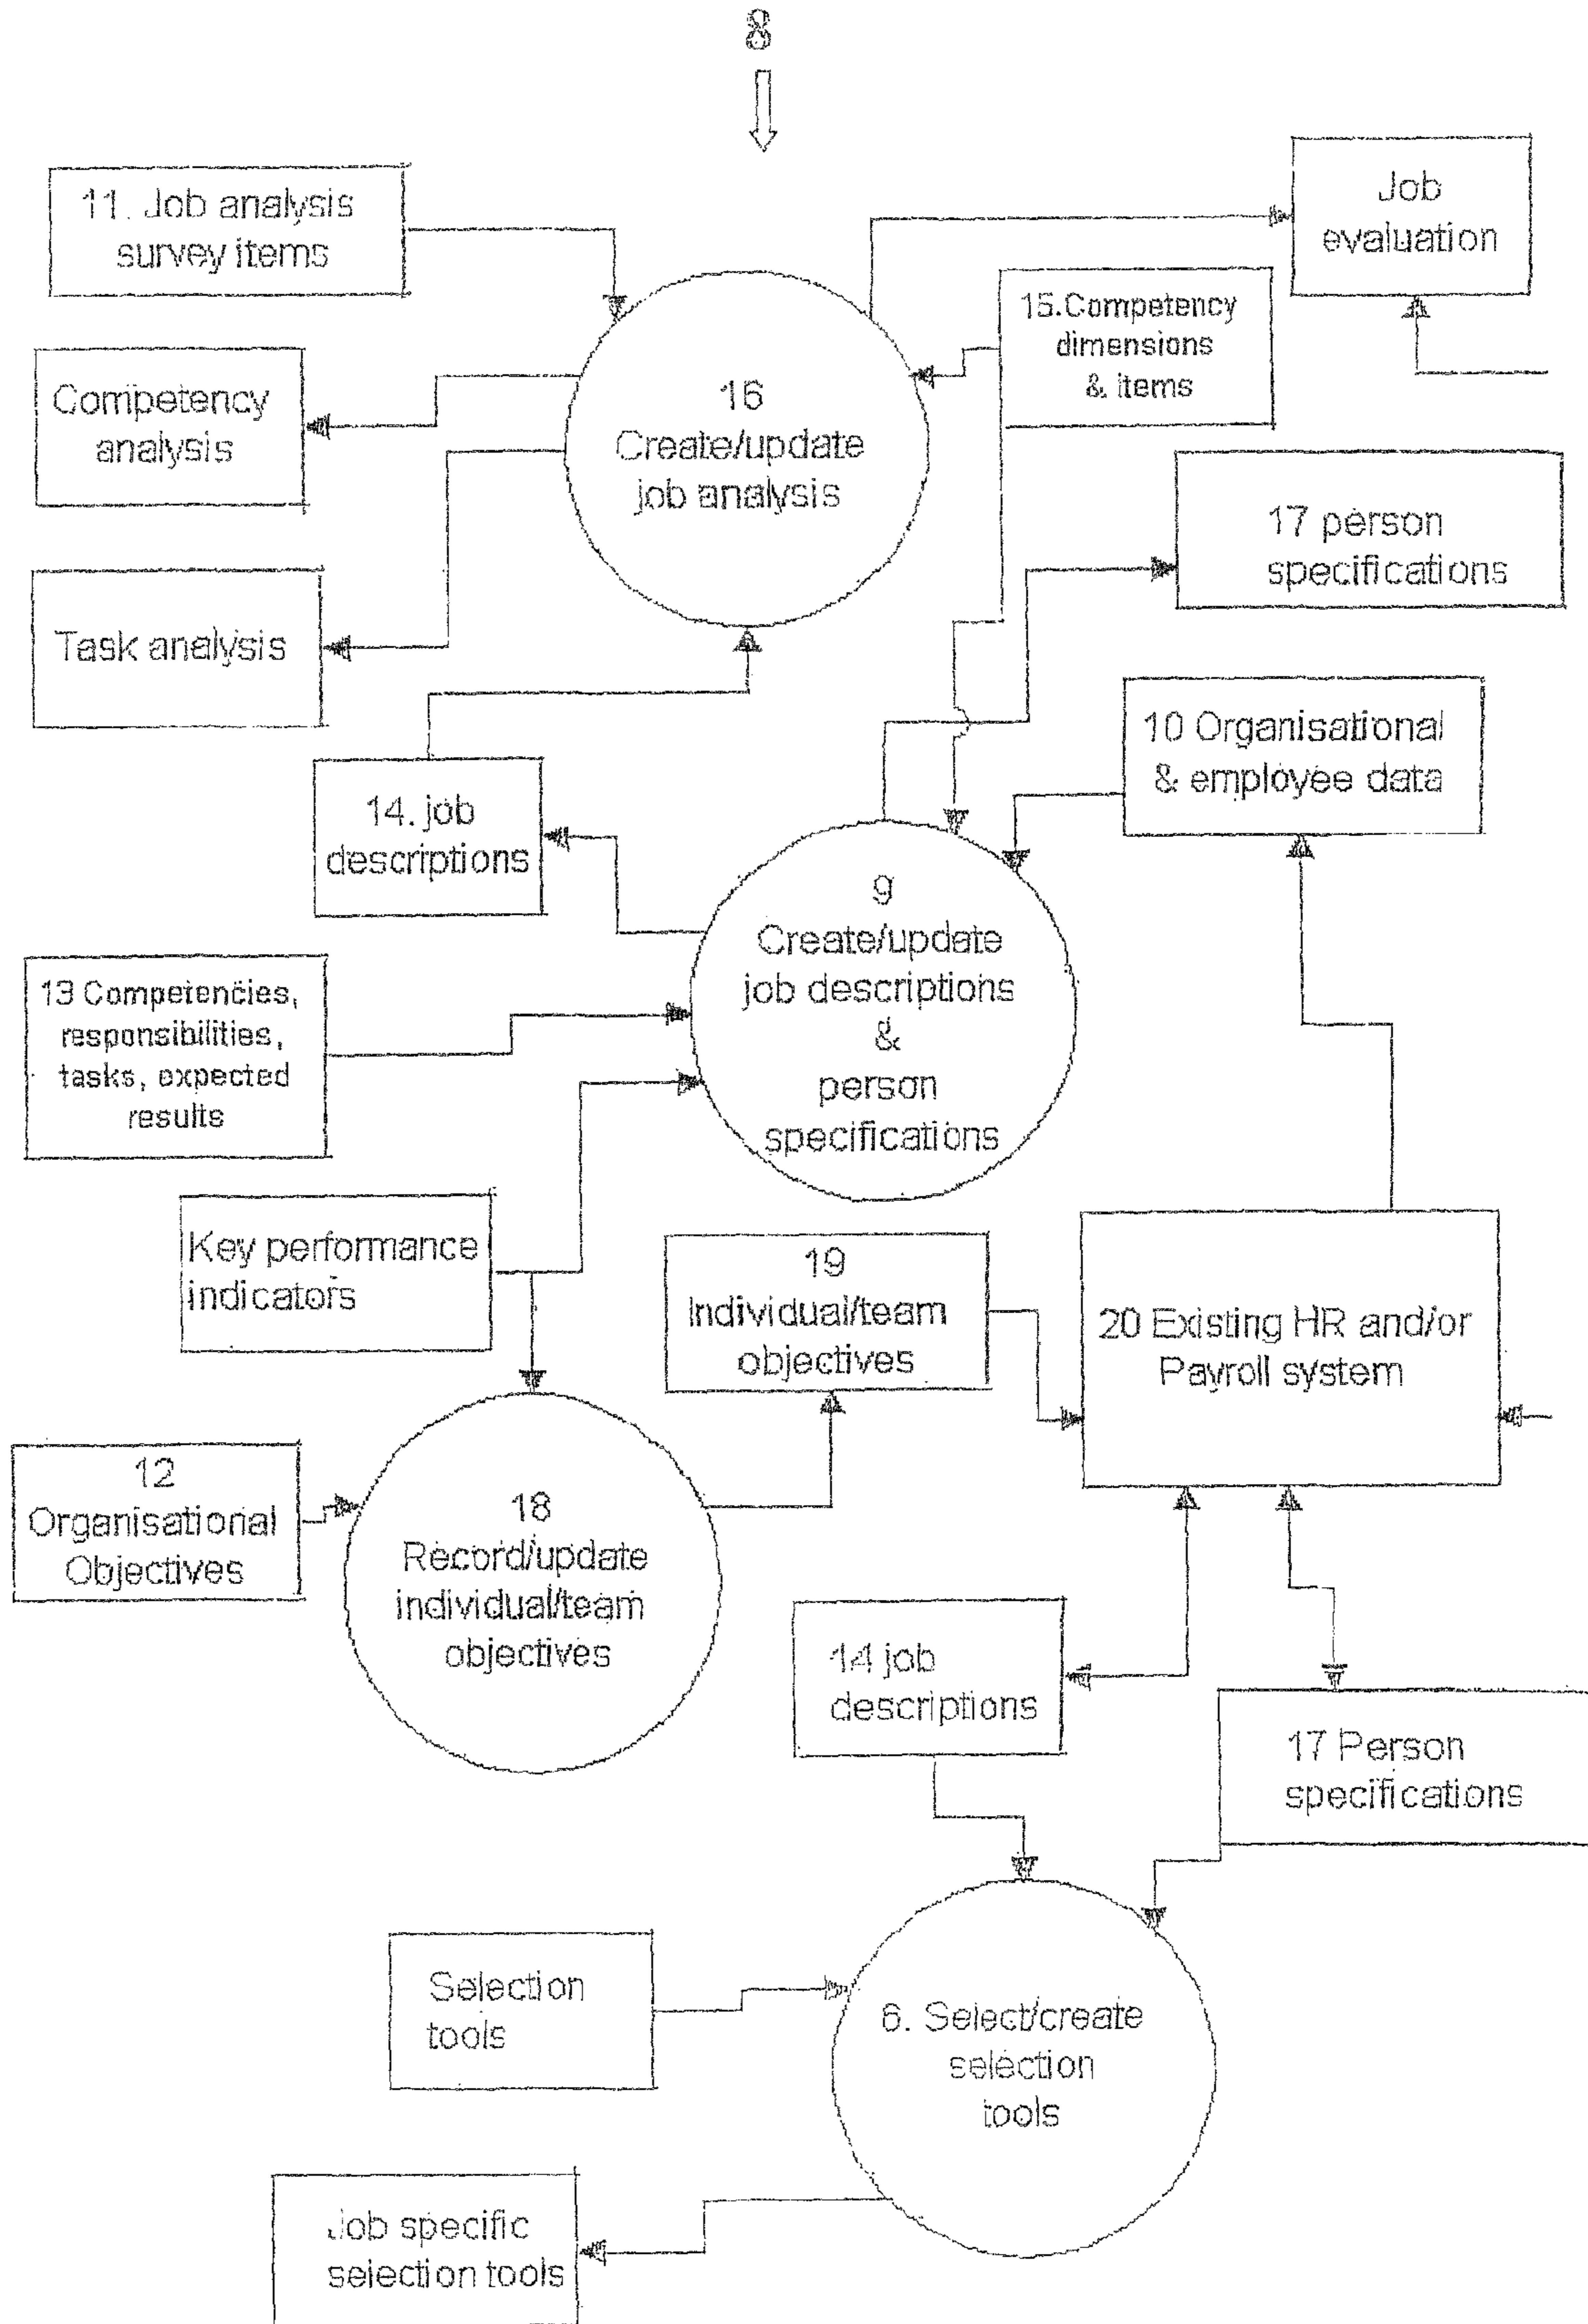 8
11. Job analysis
survey items
Job
evaluation
15.Competency
dimensions
& items
Competency
analysis
16
Create/update
job analysis
17 person
specifications
Task analysis
10 Organisational
& employee data
14. job
descriptions
9
Create/update
job descriptions
&
person
specifications
13 Competencies,
responsibilities,
tasks, expected
results
Key performance
indicators
19
Individual/team
objectives
20 Existing HR and/or
Payroll system
12
Organisational
Objectives
18
Record/update
individual/team
objectives
14 job
descriptions
17 Person
specifications
Selection
tools
6. Select/create
selection
tools
Job specific
selection tools